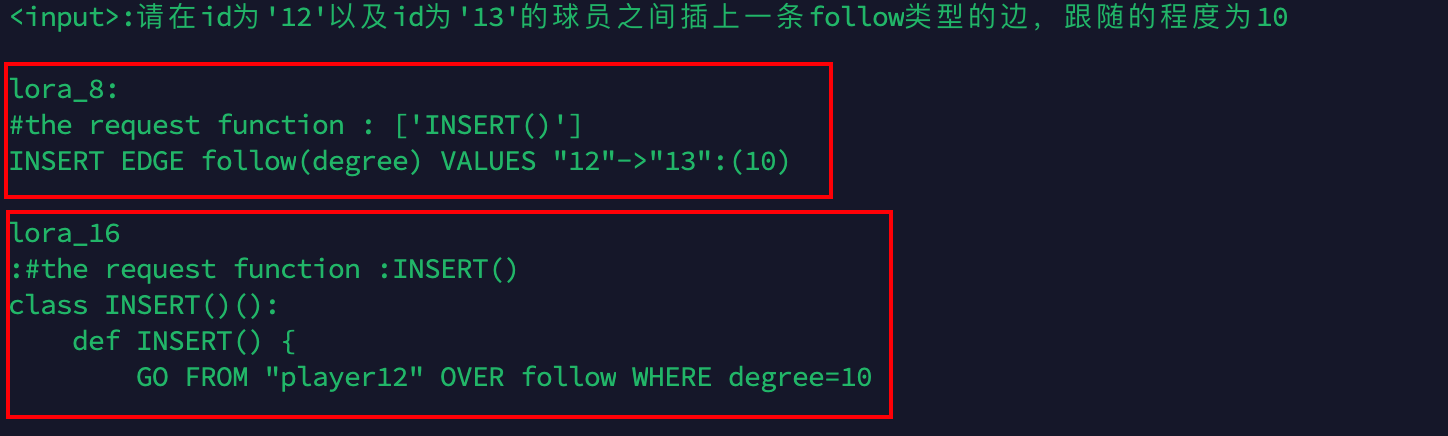 <input>:请在id为'12'以及id为'13'的球员之间插上一条follow类型的边, 跟随的程度为10
lora_8:
#the request function : ['INSERT()']
INSERT EDGE follow(degree) VALUES "12"->"13":(10)
lora_16
:#the request function :INSERT()
class INSERT()():
    def INSERT() {
        GO FROM "player12" OVER follow WHERE degree=10